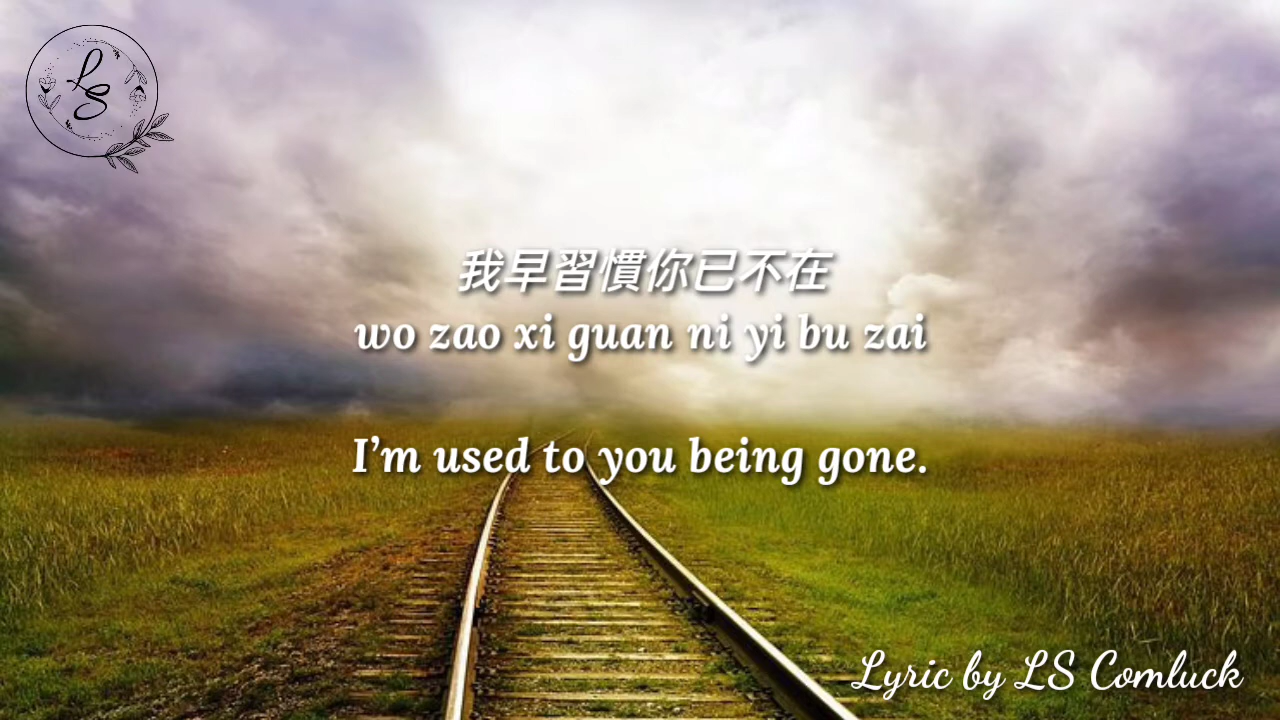 LS
我早習慣你已不在
wo zao xi guan ni yi bu zai
I'm used to you being gone.
Lyric by LS Comluck